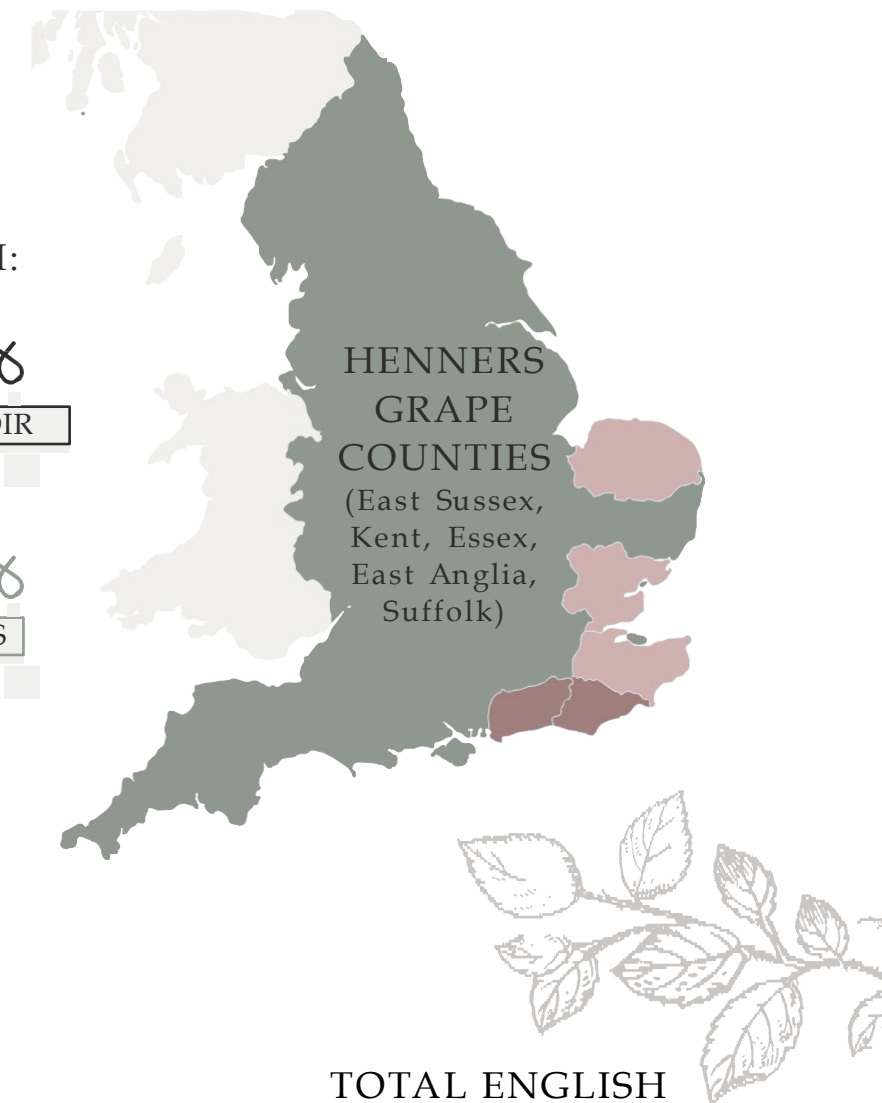 HENNERS
GRAPE
COUNTIES
(East Sussex,
Kent, Essex,
East Anglia,
Suffolk)
TOTAL ENGLISH